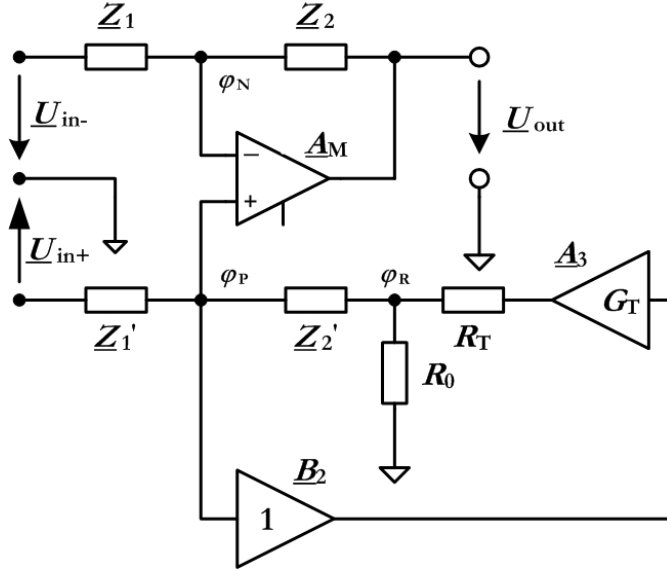 Z1 Z2
φN
Uin- AM Uout
−
+
Uin+ φP φR A3
GT
Z1' Z2' RT
R0
B2
1